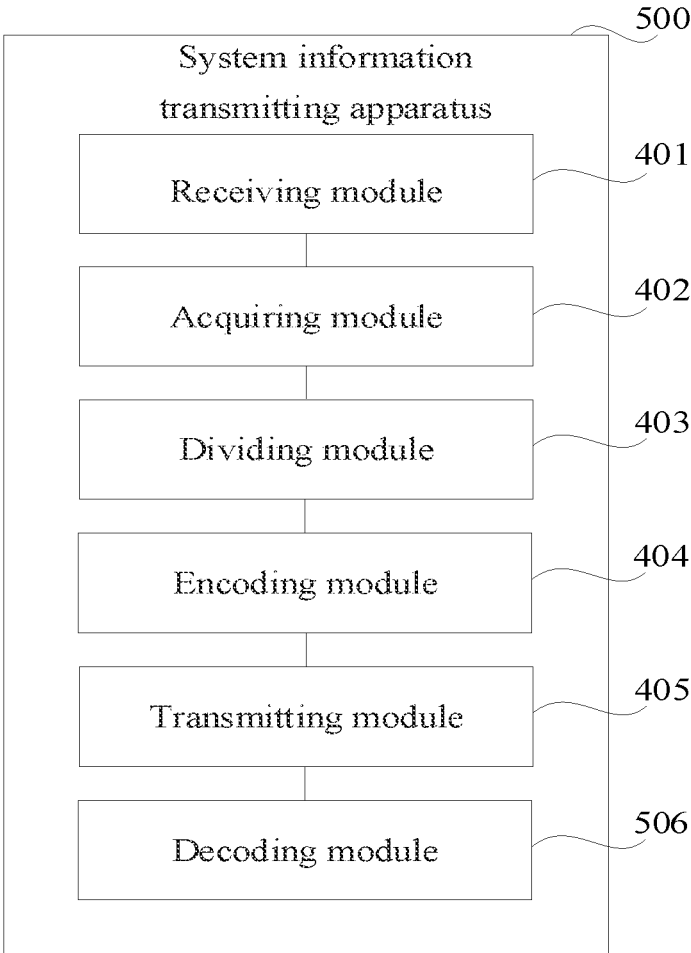 500
System information
transmitting apparatus
Receiving module
401
Acquiring module
402
Dividing module
403
Encoding module
404
Transmitting module
405
Decoding module
506